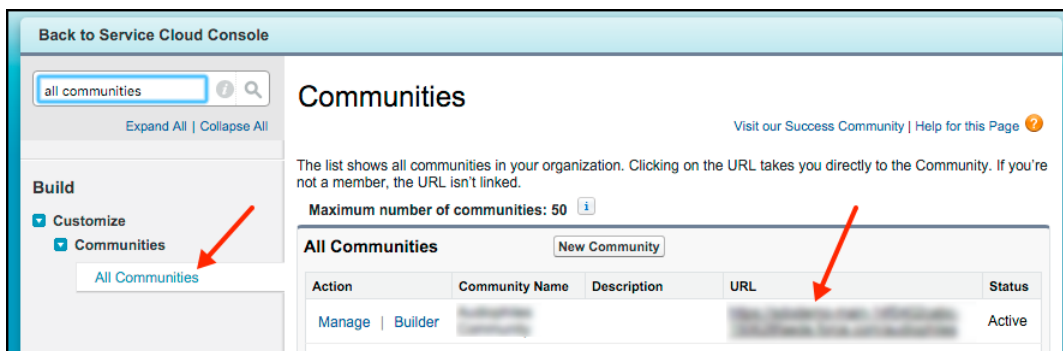 Back to Service Cloud Console
all communities
Expand All | Collapse All
Build
Customize
Communities
All Communities
Communities
Visit our Success Community | Help for this Page
The list shows all communities in your organization. Clicking on the URL takes you directly to the Community. If you're
not a member, the URL isn't linked.
Maximum number of communities: 50
All Communities New Community
Action Community Name Description URL Status
Manage | Builder Active